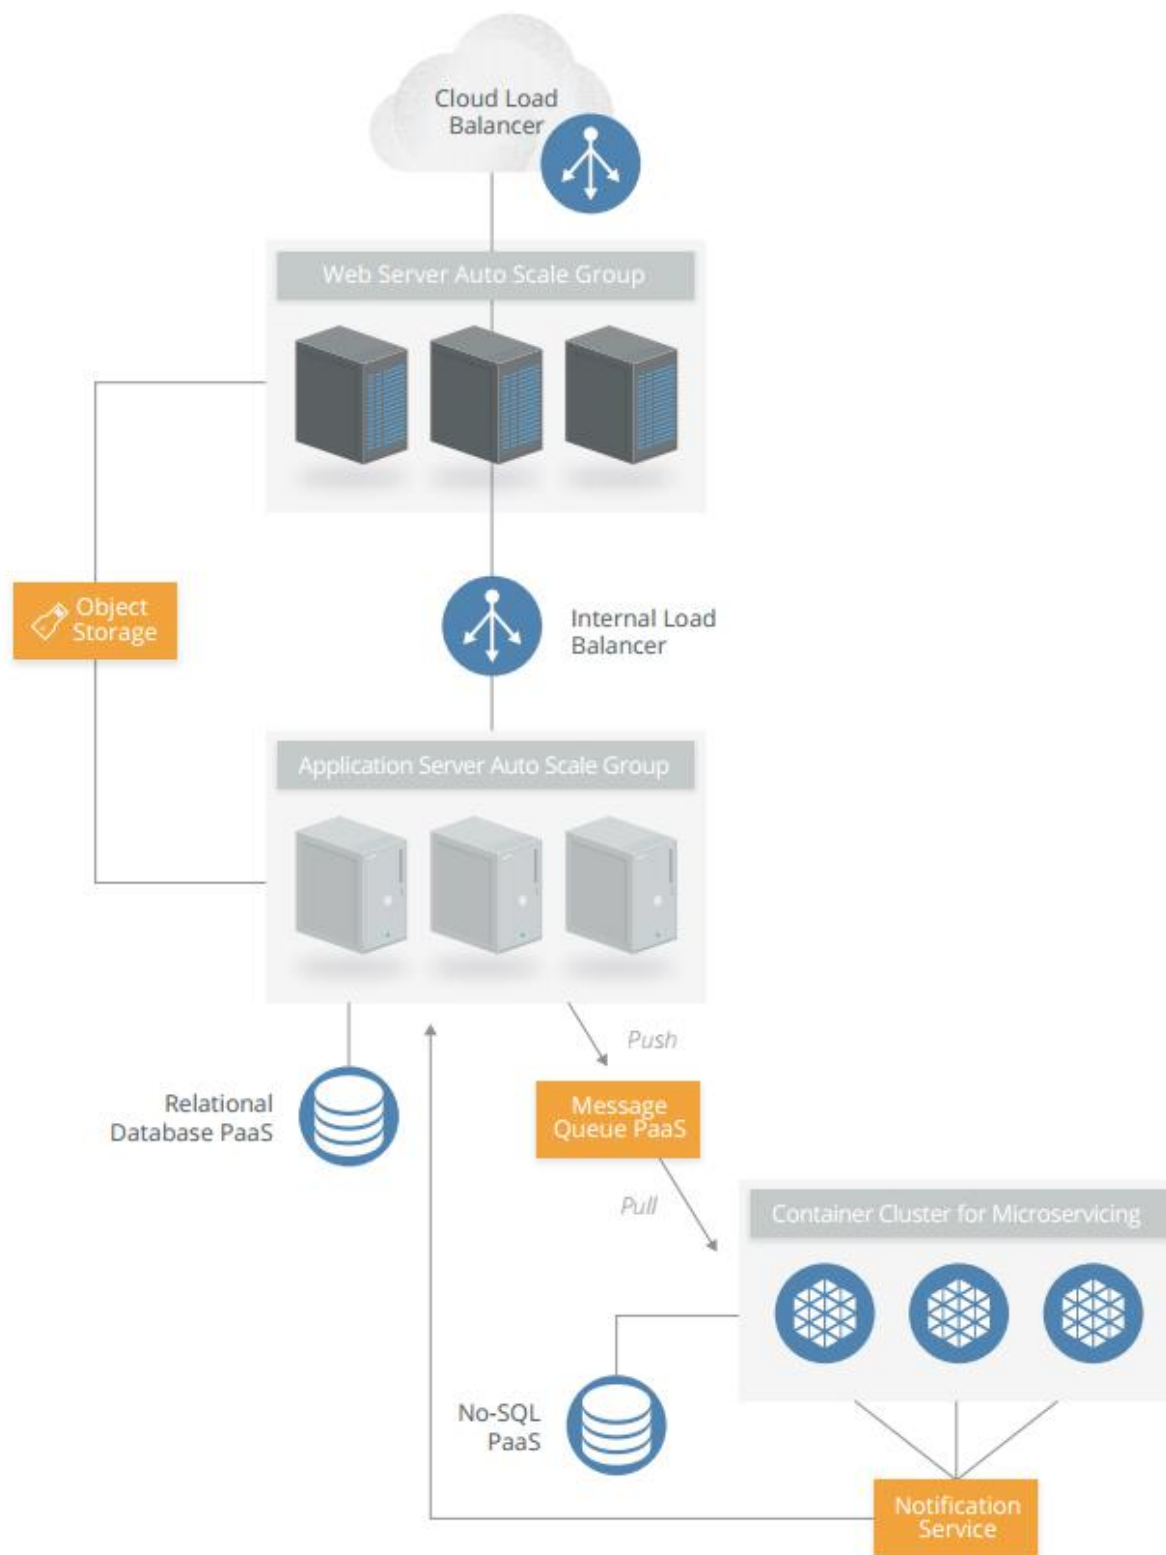 Cloud Load
Balancer
Web Server Auto Scale Group
Object
Storage
Internal Load
Balancer
Application Server Auto Scale Group
Push
Relational
Database PaaS
Message
Queue PaaS
Pull
Container Cluster for Microservicing
No-SQL
PaaS
Notification
Service